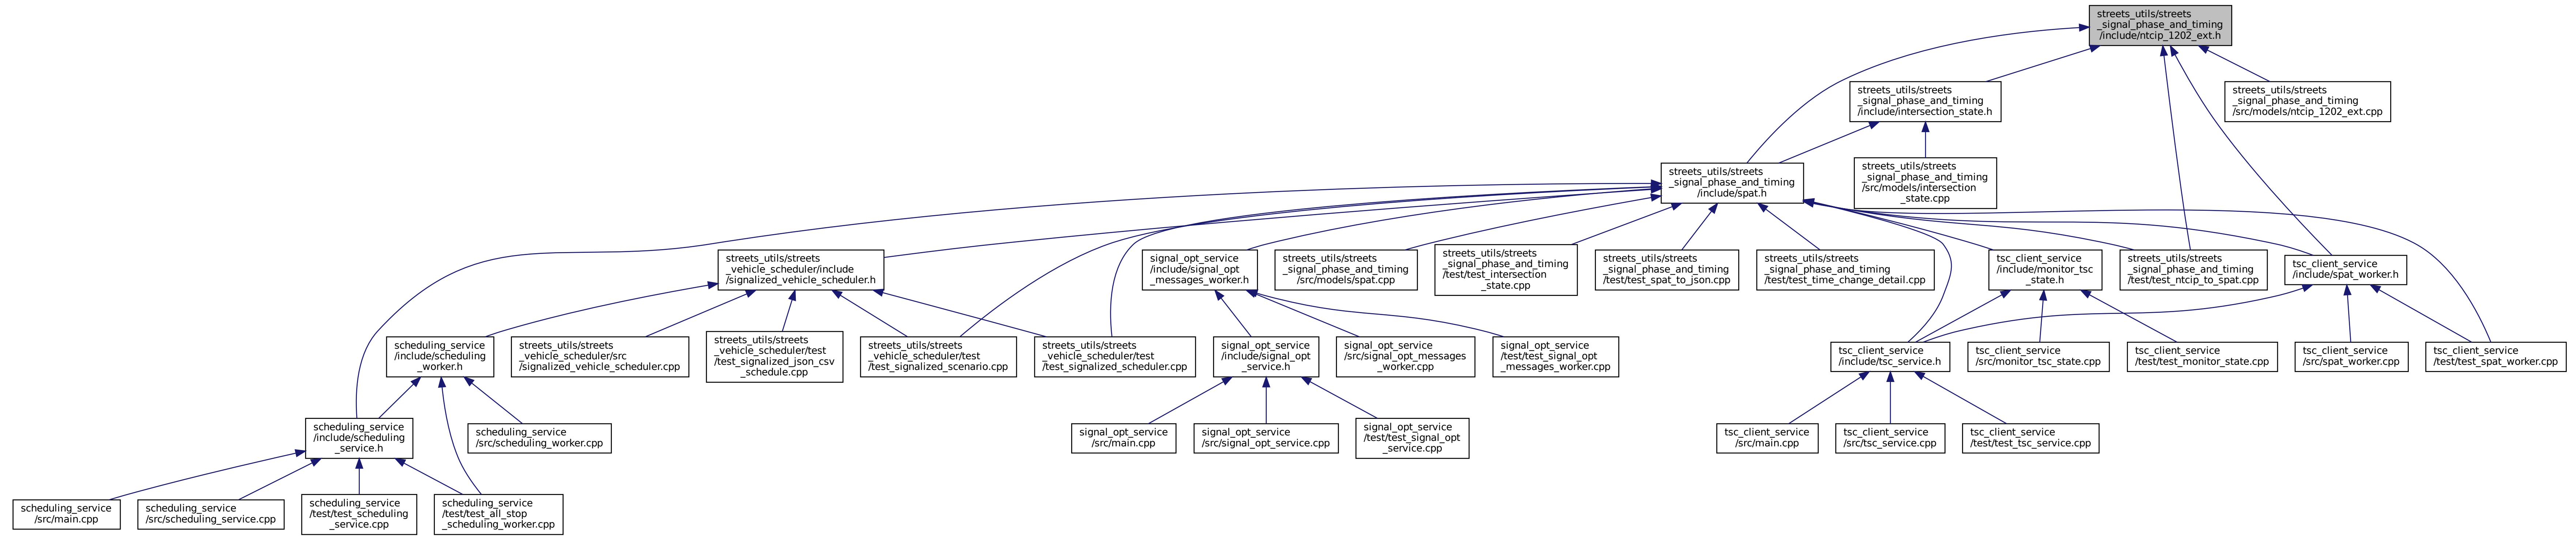 streets_utils/streets
_signal_phase_and_timing
/include/ntcip_1202_ext.h
streets_utils/streets
_signal_phase_and_timing
/include/intersection_state.h
streets_utils/streets
_signal_phase_and_timing
/src/models/ntcip_1202_ext.cpp
streets_utils/streets
_signal_phase_and_timing
/include/spat.h
streets_utils/streets
_signal_phase_and_timing
/src/models/intersection
_state.cpp
streets_utils/streets
_vehicle_scheduler/include
/signalized_vehicle_scheduler.h
signal_opt_service
/include/signal_opt
_messages_worker.h
streets_utils/streets
_signal_phase_and_timing
/src/models/spat.cpp
streets_utils/streets
_signal_phase_and_timing
/test/test_intersection
_state.cpp
streets_utils/streets
_signal_phase_and_timing
/test/test_spat_to_json.cpp
streets_utils/streets
_signal_phase_and_timing
/test/test_time_change_detail.cpp
tsc_client_service
/include/monitor_tsc
_state.h
streets_utils/streets
_signal_phase_and_timing
/test/test_ntcip_to_spat.cpp
tsc_client_service
/include/spat_worker.h
scheduling_service
/include/scheduling
_worker.h
streets_utils/streets
_vehicle_scheduler/src
/signalized_vehicle_scheduler.cpp
streets_utils/streets
_vehicle_scheduler/test
/test_signalized_json_csv
_schedule.cpp
streets_utils/streets
_vehicle_scheduler/test
/test_signalized_scenario.cpp
streets_utils/streets
_vehicle_scheduler/test
/test_signalized_scheduler.cpp
signal_opt_service
/include/signal_opt
_service.h
signal_opt_service
/src/signal_opt_messages
_worker.cpp
signal_opt_service
/test/test_signal_opt
_messages_worker.cpp
tsc_client_service
/include/tsc_service.h
tsc_client_service
/src/monitor_tsc_state.cpp
tsc_client_service
/test/test_monitor_state.cpp
tsc_client_service
/src/spat_worker.cpp
tsc_client_service
/test/test_spat_worker.cpp
scheduling_service
/include/scheduling
_service.h
scheduling_service
/src/scheduling_worker.cpp
signal_opt_service
/src/main.cpp
signal_opt_service
/src/signal_opt_service.cpp
signal_opt_service
/test/test_signal_opt
_service.cpp
tsc_client_service
/src/main.cpp
tsc_client_service
/src/tsc_service.cpp
tsc_client_service
/test/test_tsc_service.cpp
scheduling_service
/src/main.cpp
scheduling_service
/src/scheduling_service.cpp
scheduling_service
/test/test_scheduling
_service.cpp
scheduling_service
/test/test_all_stop
_scheduling_worker.cpp